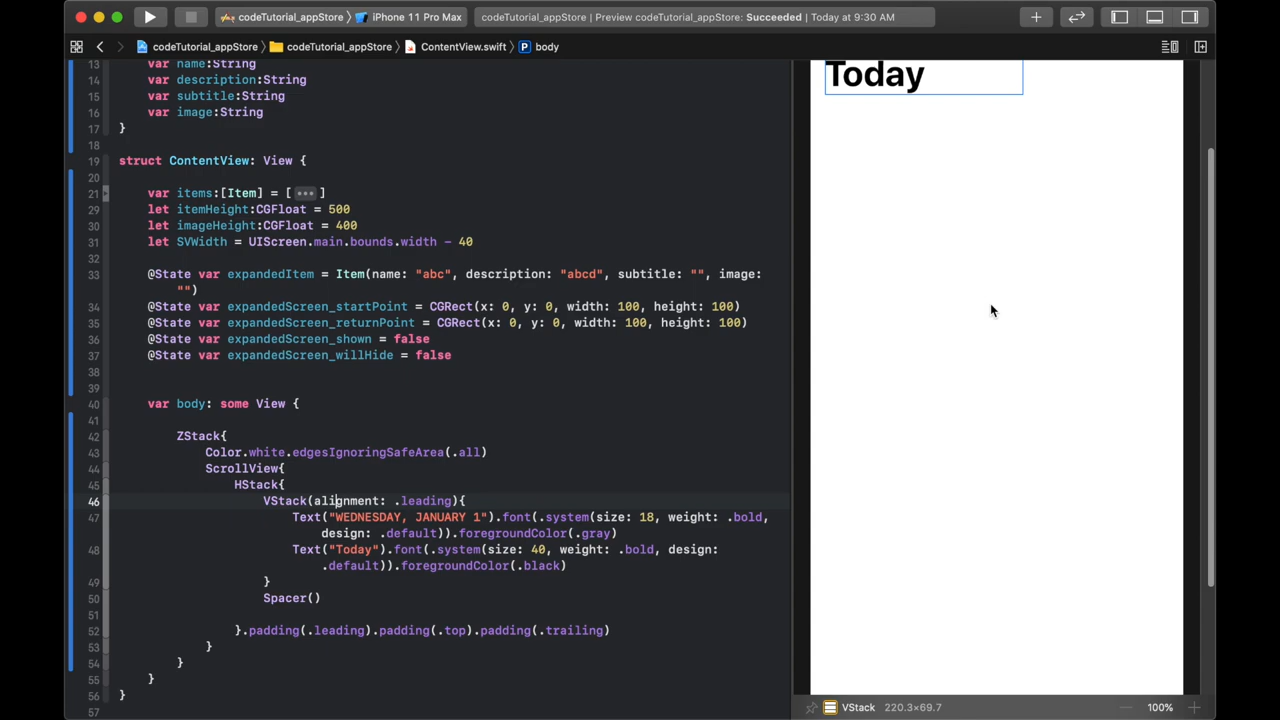 codeTutorial_appStore > iPhone 11 Pro Max
codeTutorial_appStore | Preview codeTutorial_appStore: Succeeded | Today at 9:30 AM
codeTutorial_appStore > codeTutorial_appStore > ContentView.swift > P body
13 var name:String
14 var description:String
15 var subtitle:String
16 var image:String
17 }
18
19 struct ContentView: View {
20
21 var items:[Item] = [ ••• ]
29 let itemHeight:CGFloat = 500
30 let imageHeight:CGFloat = 400
31 let SVWidth = UIScreen.main.bounds.width - 40
32
33 @State var expandedItem = Item(name: "abc", description: "abcd", subtitle: "", image:
"")
34 @State var expandedScreen_startPoint = CGRect(x: 0, y: 0, width: 100, height: 100)
35 @State var expandedScreen_returnPoint = CGRect(x: 0, y: 0, width: 100, height: 100)
36 @State var expandedScreen_shown = false
37 @State var expandedScreen_willHide = false
38
39
40 var body: some View {
41
42 ZStack{
43 Color.white.edgesIgnoringSafeArea(.all)
44 ScrollView{
45 HStack{
46 VStack(alignment: .leading){
47 Text("WEDNESDAY, JANUARY 1").font(.system(size: 18, weight: .bold,
design: .default)).foregroundColor(.gray)
48 Text("Today").font(.system(size: 40, weight: .bold, design:
.default)).foregroundColor(.black)
49 }
50 Spacer()
51
52 }.padding(.leading).padding(.top).padding(.trailing)
53 }
54 }
55 }
56 }
57
Today
VStack 220.3×69.7
100%